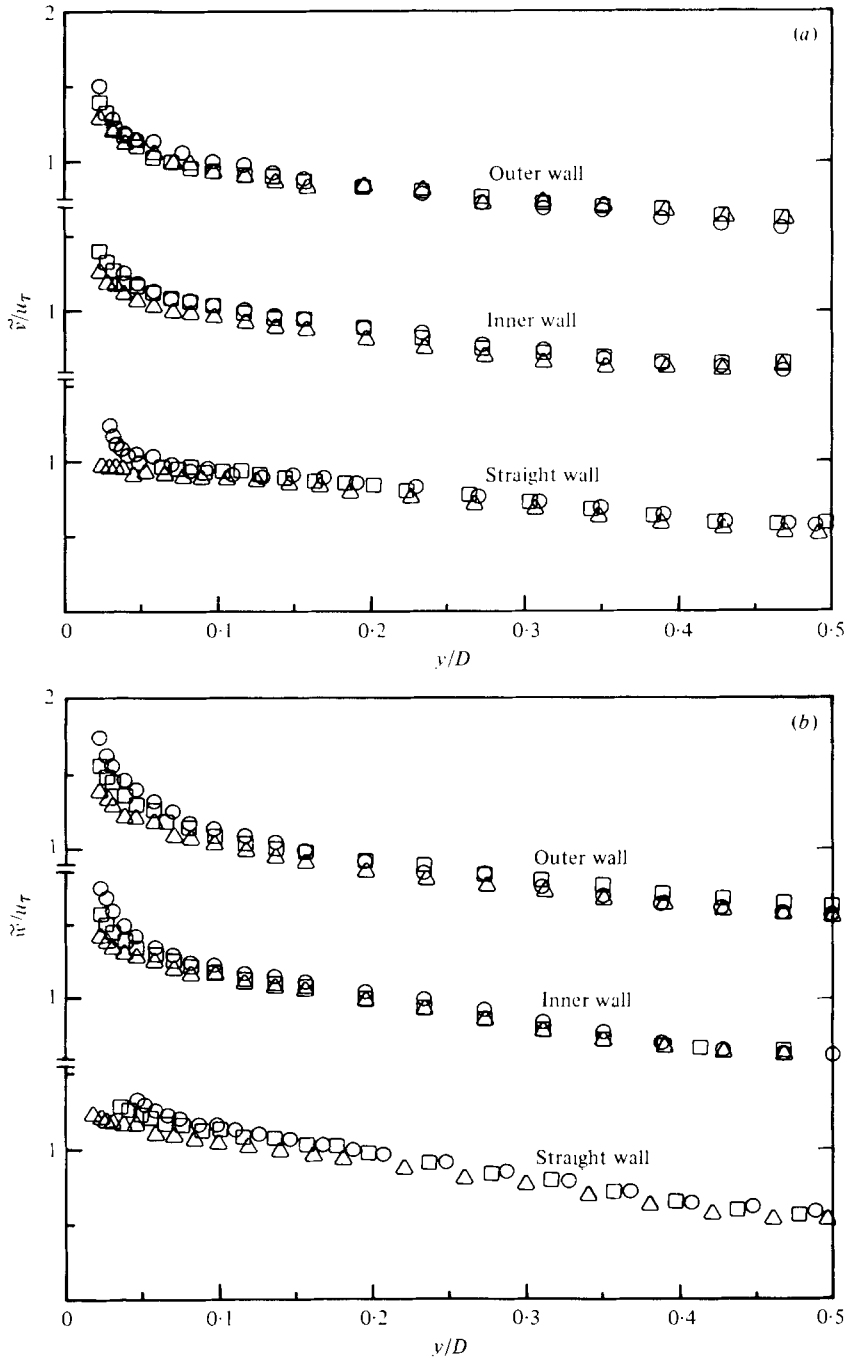 2
(a)
Outer wall
1
Inner wall
1
ṽ/u_τ
Straight wall
1
0
0·1
0·2
0·3
0·4
0·5
y/D
2
(b)
Outer wall
1
Inner wall
1
w̃/u_τ
Straight wall
1
0
0·1
0·2
0·3
0·4
0·5
y/D